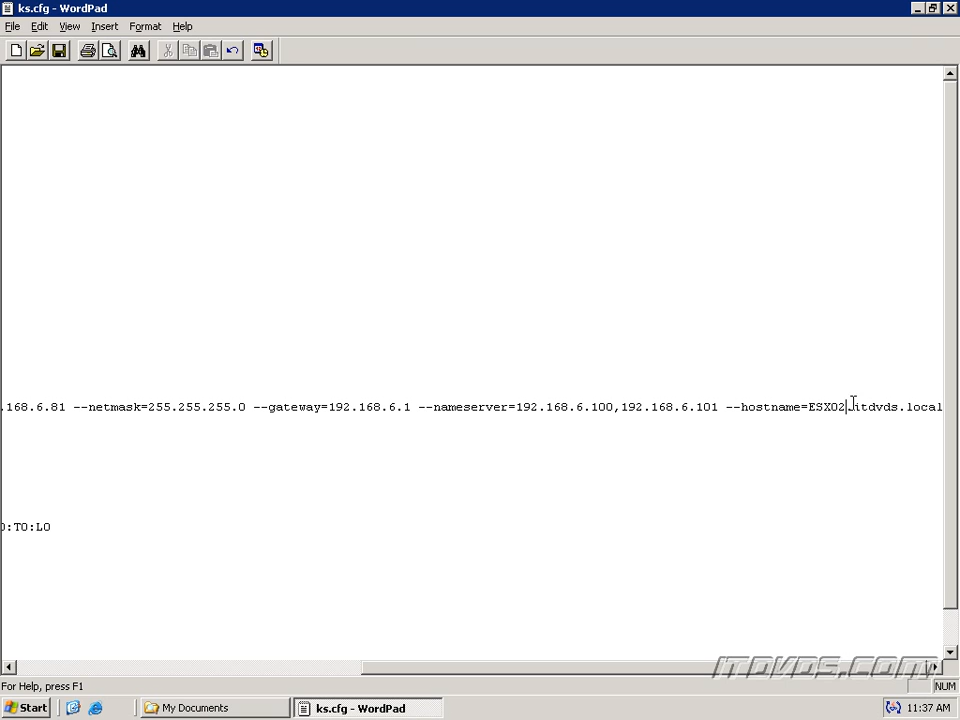 ks.cfg - WordPad
File Edit View Insert Format Help
.168.6.81 --netmask=255.255.255.0 --gateway=192.168.6.1 --nameserver=192.168.6.100,192.168.6.101 --hostname=ESX02.itdvds.local
0:T0:L0
ITDVDS.COM
For Help, press F1
NUM
Start My Documents ks.cfg - WordPad 11:37 AM